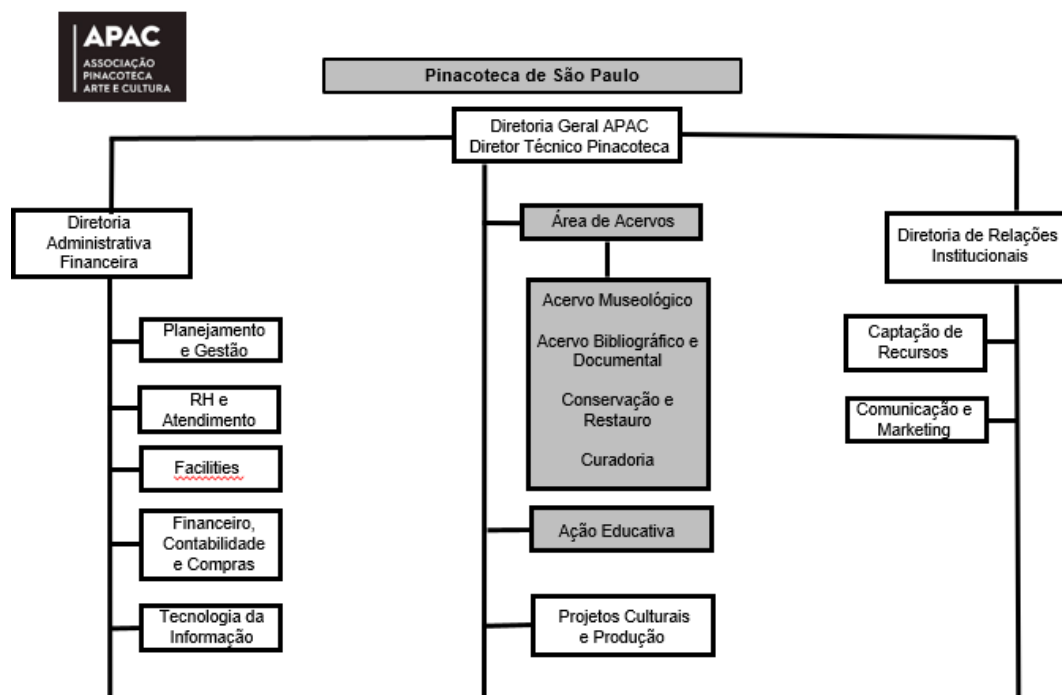 APAC
ASSOCIAÇÃO
PINACOTECA
ARTE E CULTURA
Pinacoteca de São Paulo
Diretoria Geral APAC
Diretor Técnico Pinacoteca
Diretoria
Administrativa
Financeira
Planejamento
e Gestão
RH e
Atendimento
Facilities
Financeiro,
Contabilidade
e Compras
Tecnologia da
Informação
Área de Acervos
Acervo Museológico
Acervo Bibliográfico e
Documental
Conservação e
Restauro
Curadoria
Ação Educativa
Projetos Culturais
e Produção
Diretoria de Relações
Institucionais
Captação de
Recursos
Comunicação e
Marketing